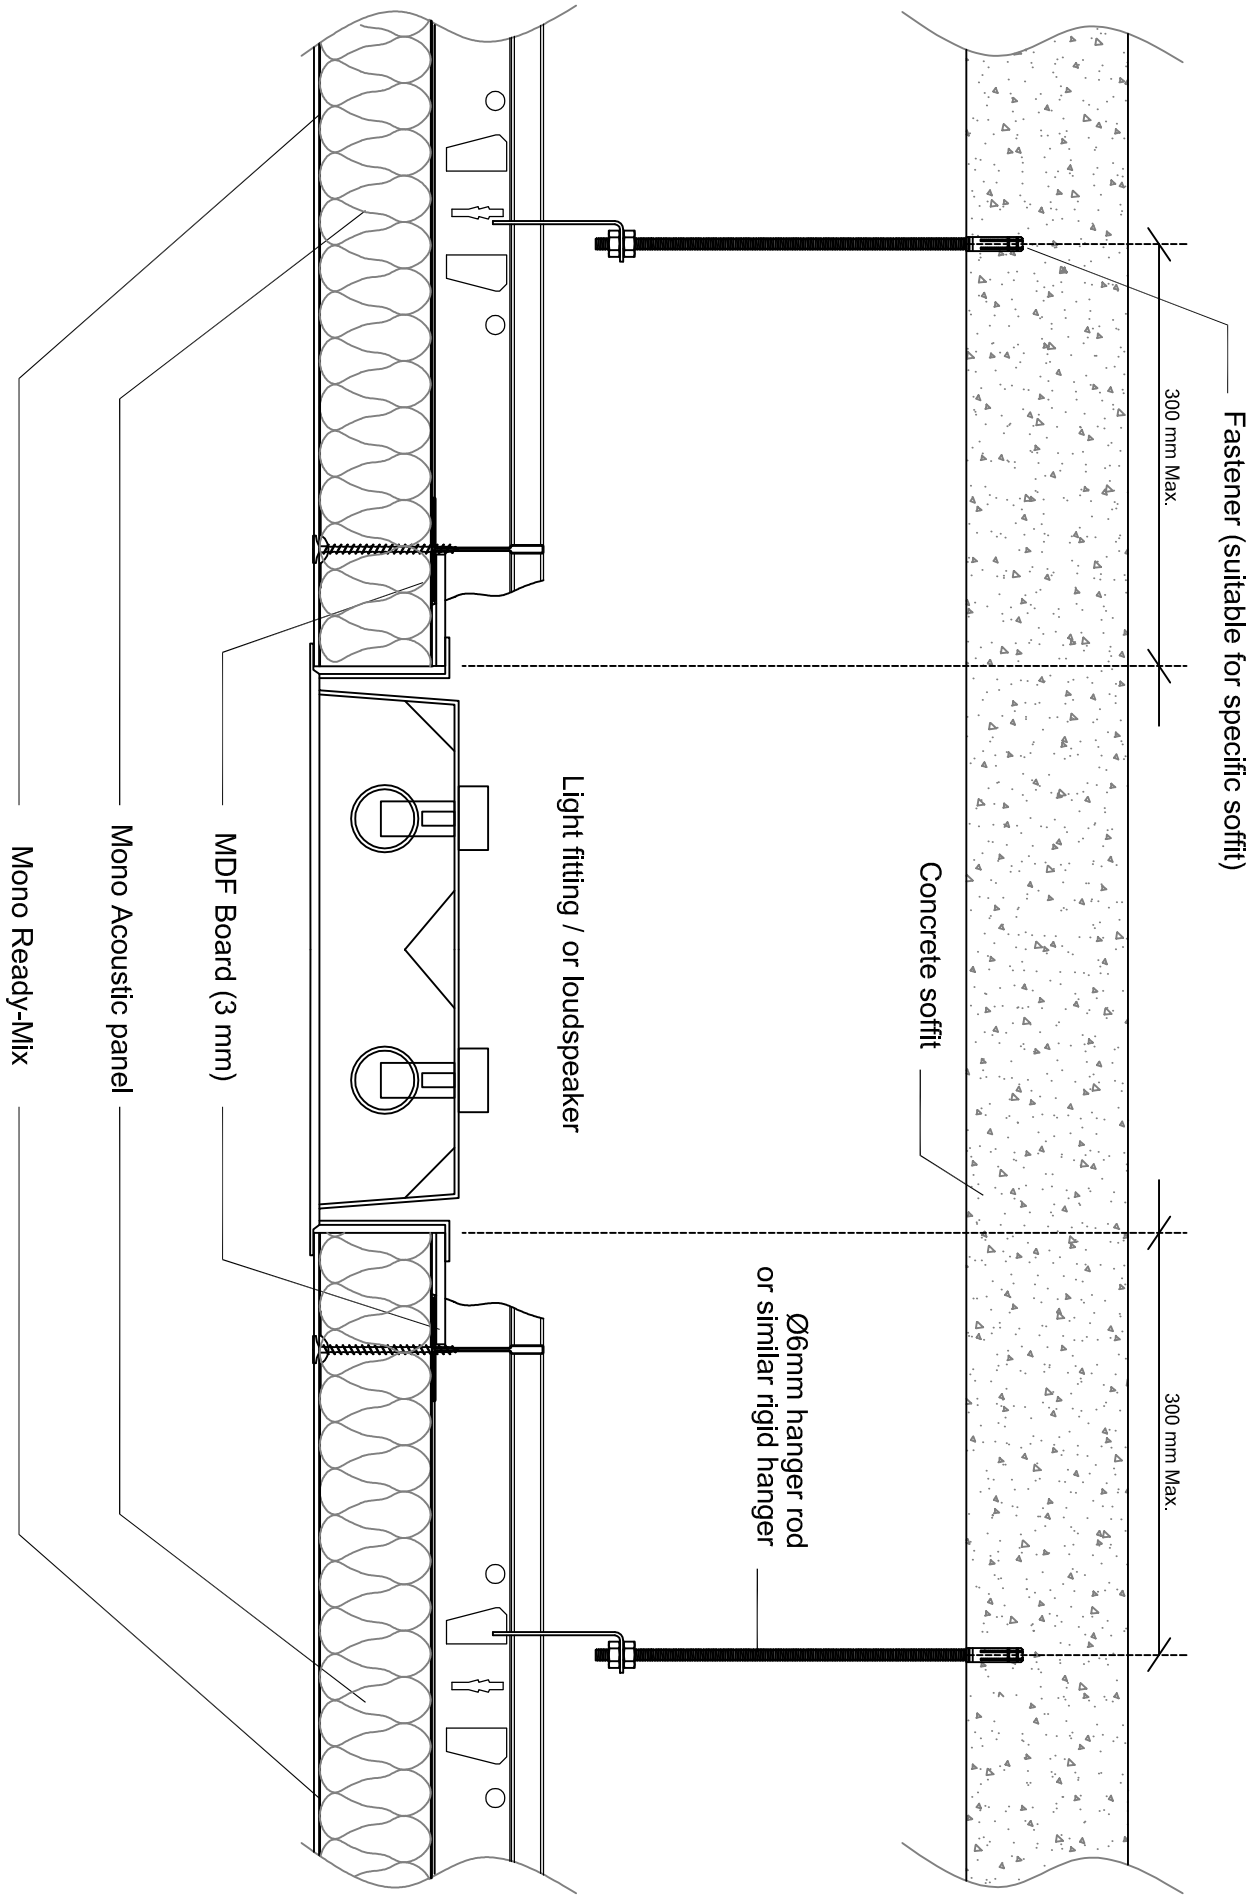 Fastener (suitable for specific soffit)
300 mm Max.
300 mm Max.
Concrete soffit
Ø6mm hanger rod
or similar rigid hanger
Light fitting / or loudspeaker
MDF Board (3 mm)
Mono Acoustic panel
Mono Ready-Mix